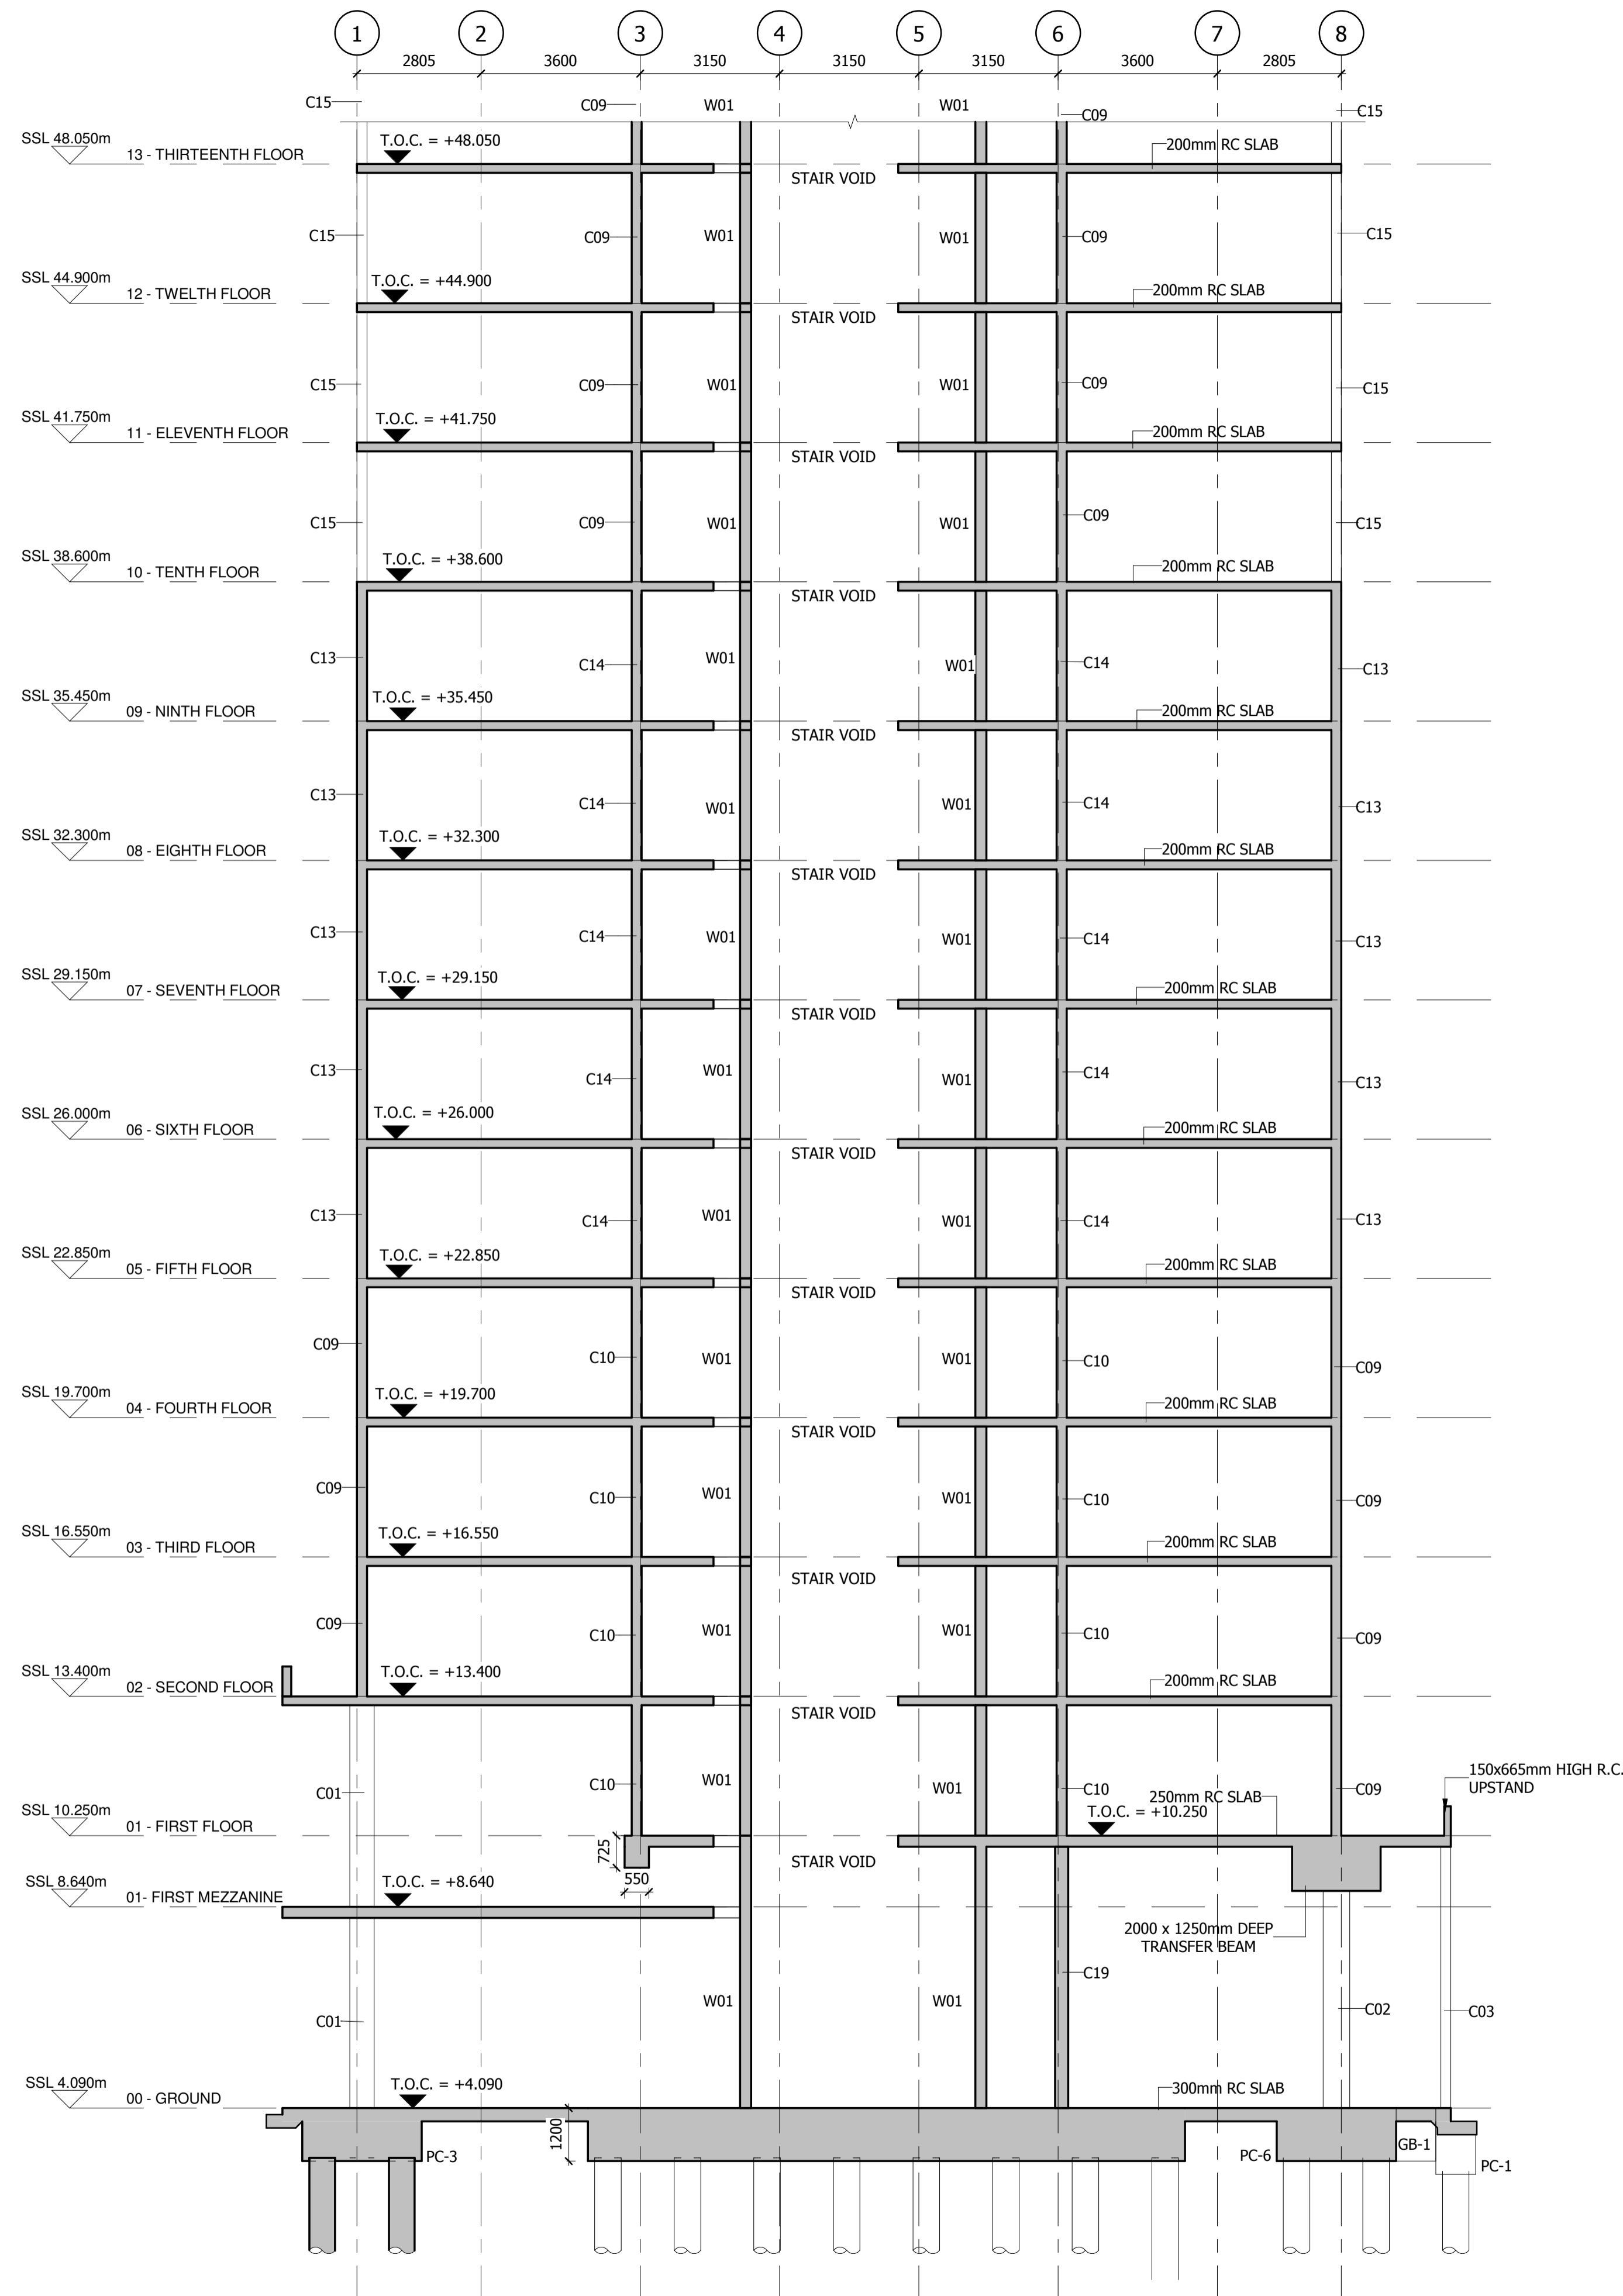 1 2 3 4 5 6 7 8
2805 3600 3150 3150 3150 3600 2805
C15 C09 W01 W01 C09 C15
SSL 48.050m T.O.C. = +48.050 200mm RC SLAB
13 - THIRTEENTH FLOOR
STAIR VOID
C15 C09 W01 W01 C09 C15
SSL 44.900m T.O.C. = +44.900 200mm RC SLAB
12 - TWELTH FLOOR
STAIR VOID
C15 C09 W01 W01 C09 C15
SSL 41.750m T.O.C. = +41.750 200mm RC SLAB
11 - ELEVENTH FLOOR
STAIR VOID
C15 C09 W01 W01 C09 C15
SSL 38.600m T.O.C. = +38.600 200mm RC SLAB
10 - TENTH FLOOR
STAIR VOID
C13 C14 W01 W01 C14 C13
SSL 35.450m T.O.C. = +35.450 200mm RC SLAB
09 - NINTH FLOOR
STAIR VOID
C13 C14 W01 W01 C14 C13
SSL 32.300m T.O.C. = +32.300 200mm RC SLAB
08 - EIGHTH FLOOR
STAIR VOID
C13 C14 W01 W01 C14 C13
SSL 29.150m T.O.C. = +29.150 200mm RC SLAB
07 - SEVENTH FLOOR
STAIR VOID
C13 C14 W01 W01 C14 C13
SSL 26.000m T.O.C. = +26.000 200mm RC SLAB
06 - SIXTH FLOOR
STAIR VOID
C13 C14 W01 W01 C14 C13
SSL 22.850m T.O.C. = +22.850 200mm RC SLAB
05 - FIFTH FLOOR
STAIR VOID
C09 C10 W01 W01 C10 C09
SSL 19.700m T.O.C. = +19.700 200mm RC SLAB
04 - FOURTH FLOOR
STAIR VOID
C09 C10 W01 W01 C10 C09
SSL 16.550m T.O.C. = +16.550 200mm RC SLAB
03 - THIRD FLOOR
STAIR VOID
C09 C10 W01 W01 C10 C09
SSL 13.400m T.O.C. = +13.400 200mm RC SLAB
02 - SECOND FLOOR
STAIR VOID
150x665mm HIGH R.C.
UPSTAND
C01 C10 W01 W01 C10 C09
250mm RC SLAB
SSL 10.250m T.O.C. = +10.250
01 - FIRST FLOOR
725
STAIR VOID
550
SSL 8.640m T.O.C. = +8.640
01- FIRST MEZZANINE
2000 x 1250mm DEEP
TRANSFER BEAM
C19
C01 W01 W01 C02 C03
SSL 4.090m T.O.C. = +4.090 300mm RC SLAB
00 - GROUND
1200
PC-3 PC-6 GB-1 PC-1